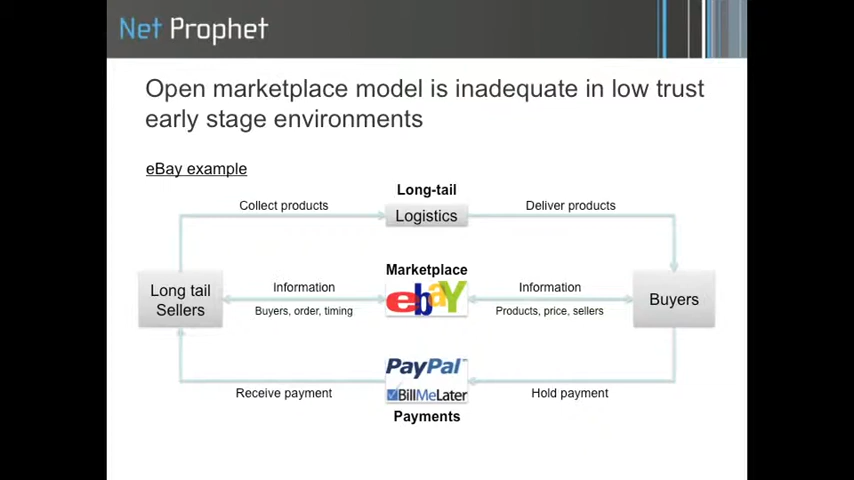 Net Prophet
Open marketplace model is inadequate in low trust
early stage environments
eBay example
Long-tail
Collect products
Logistics
Deliver products
Marketplace
Long tail
Sellers
Information
Buyers, order, timing
ebaY
Information
Products, price, sellers
Buyers
PayPal
BillMeLater
Receive payment
Hold payment
Payments